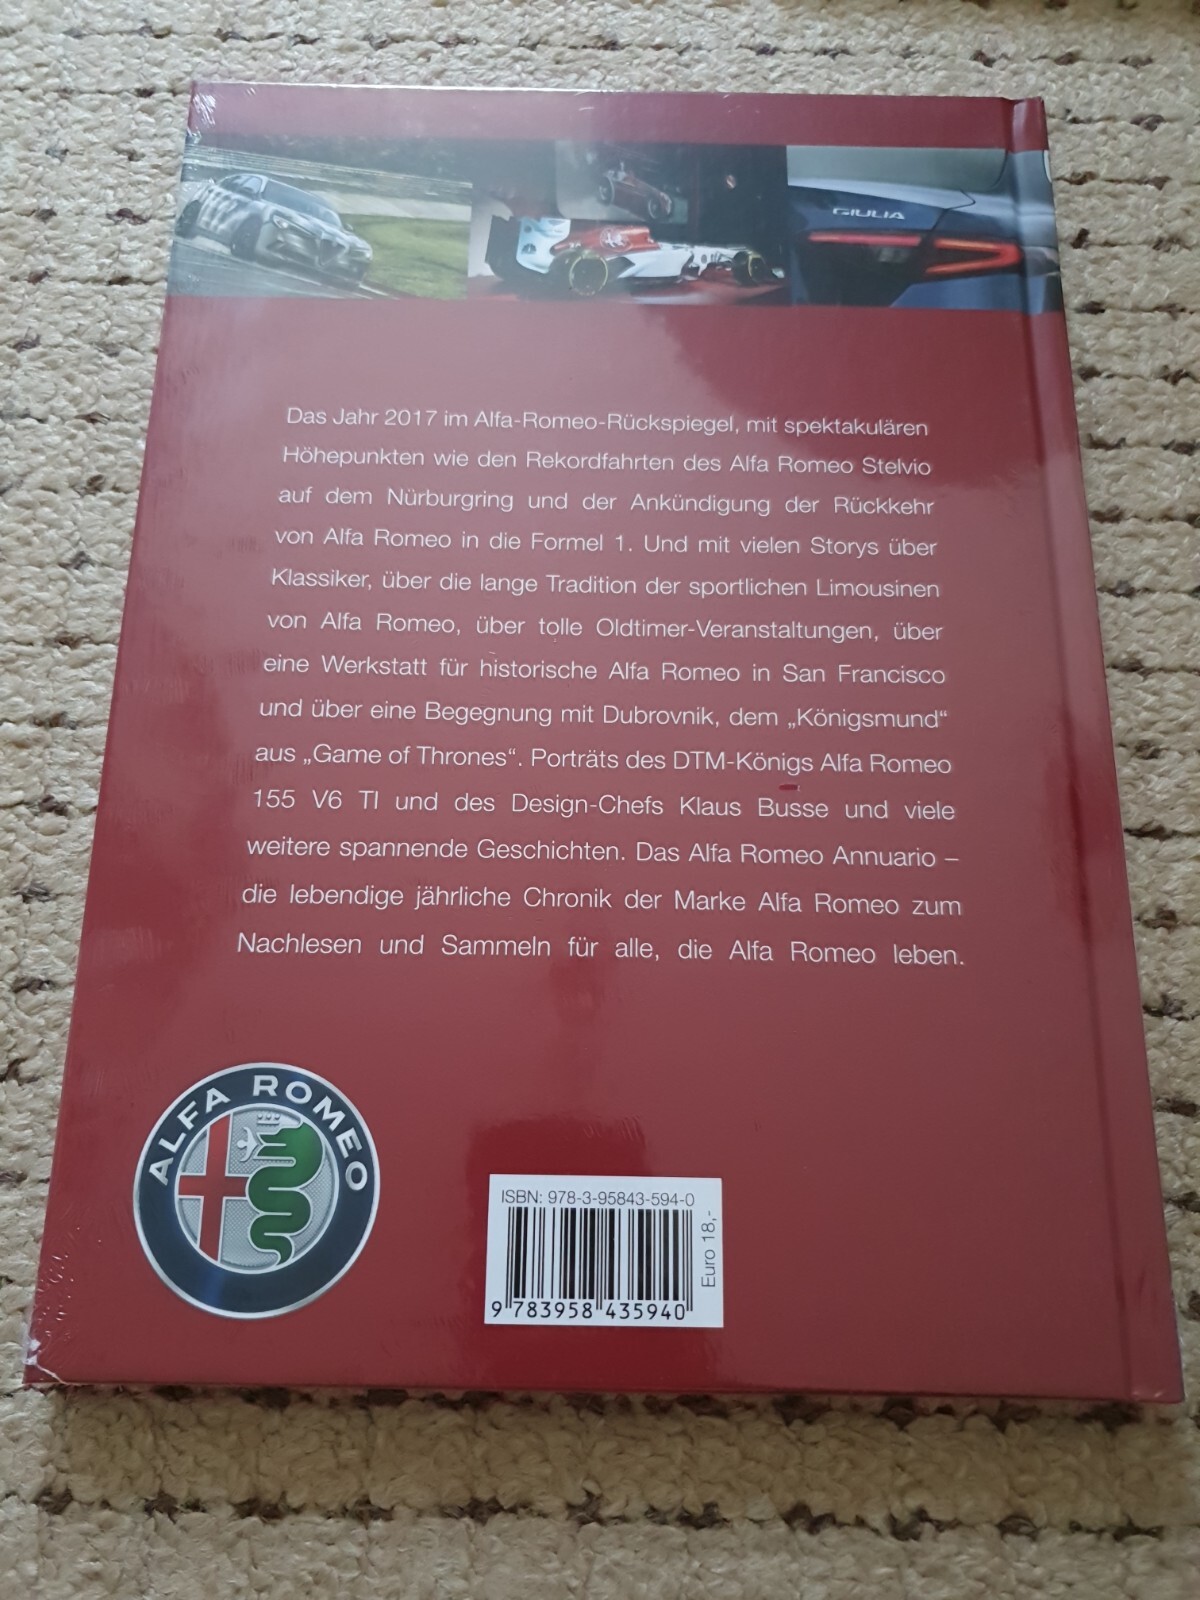 GIULIA
Das Jahr 2017 im Alfa-Romeo-Rückspiegel, mit spektakulären
Höhepunkten wie den Rekordfahrten des Alfa Romeo Stelvio
auf dem Nürburgring und der Ankündigung der Rückkehr
von Alfa Romeo in die Formel 1. Und mit vielen Storys über
Klassiker, über die lange Tradition der sportlichen Limousinen
von Alfa Romeo, über tolle Oldtimer-Veranstaltungen, über
eine Werkstatt für historische Alfa Romeo in San Francisco
und über eine Begegnung mit Dubrovnik, dem „Königsmund“
aus „Game of Thrones“. Porträts des DTM-Königs Alfa Romeo
155 V6 TI und des Design-Chefs Klaus Busse und viele
weitere spannende Geschichten. Das Alfa Romeo Annuario –
die lebendige jährliche Chronik der Marke Alfa Romeo zum
Nachlesen und Sammeln für alle, die Alfa Romeo leben.
ALFA ROMEO
ISBN: 978-3-95843-594-0
Euro 18,-
9 783958 435940